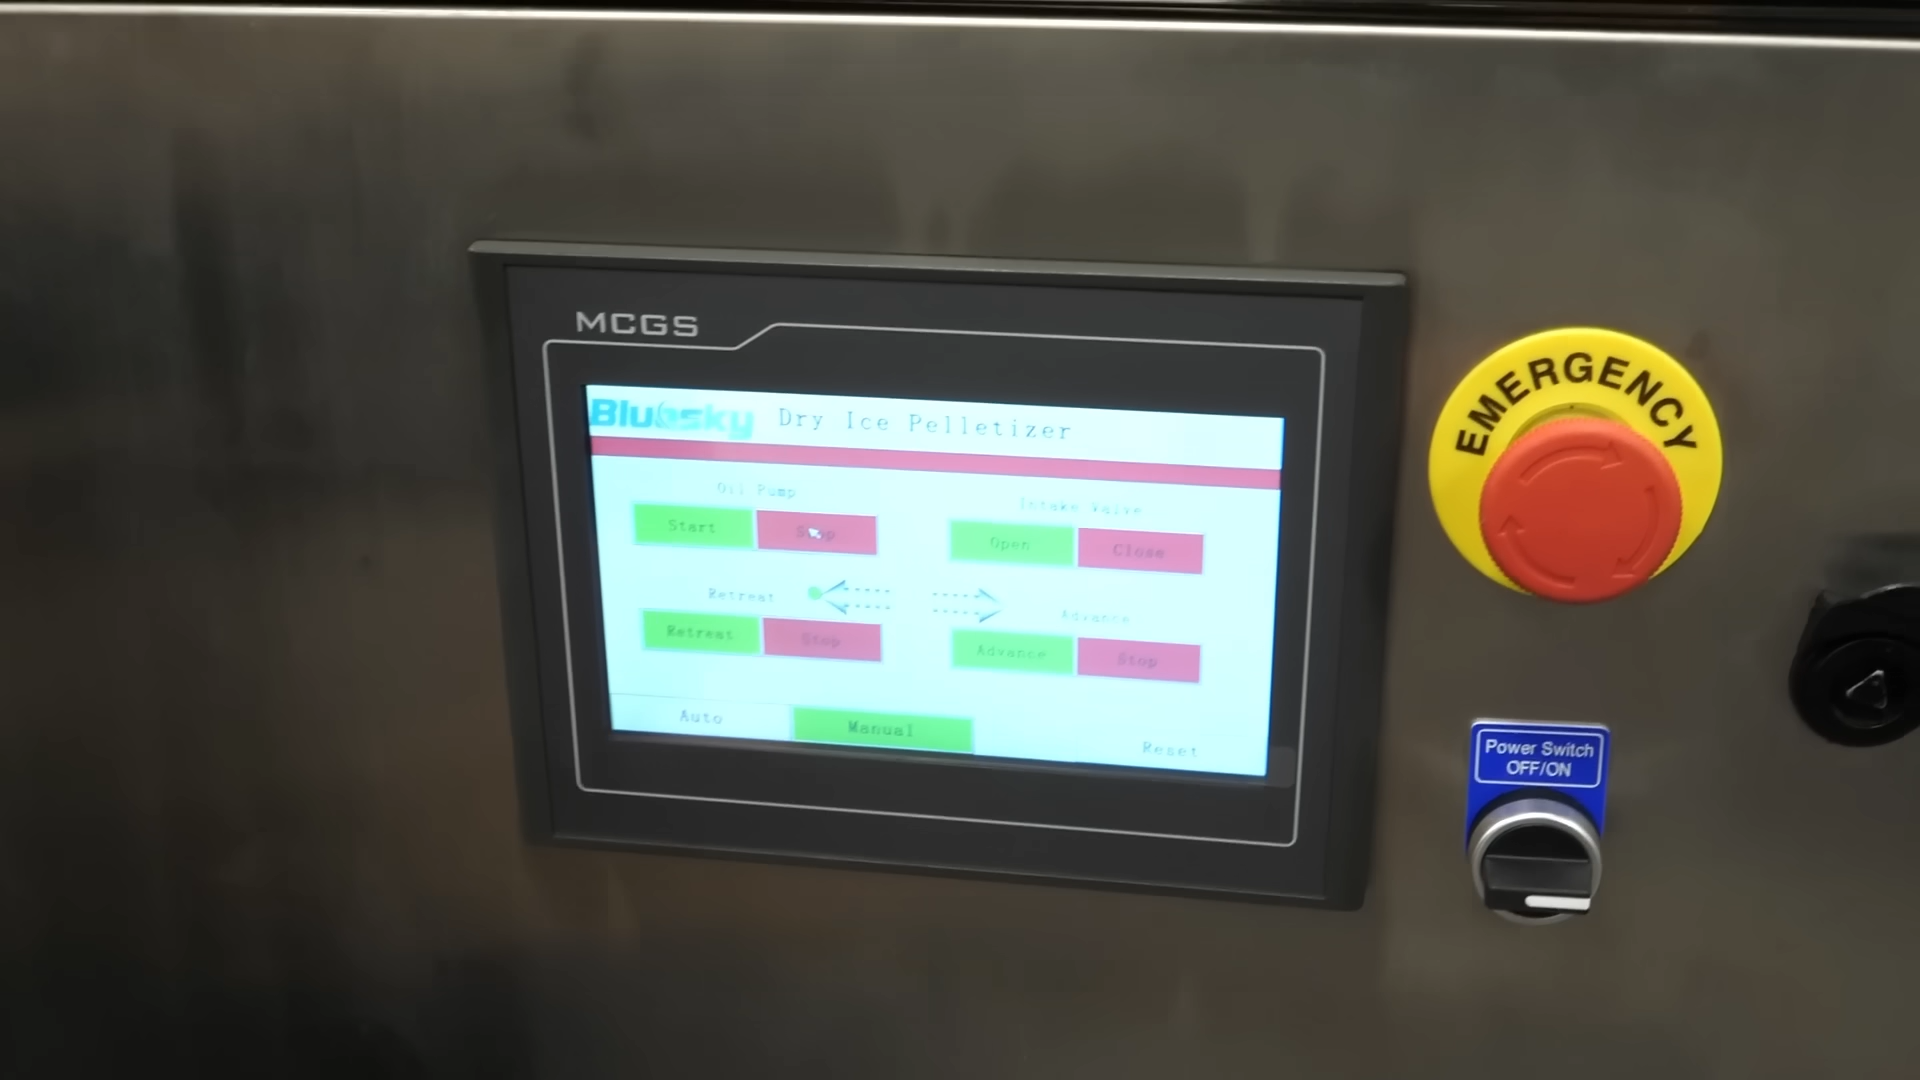 MCGS
Bluesky Dry Ice Pelletizer
Oil Pump
Intake Valve
Start Stop
Open Close
Retreat
Advance
Retreat Stop
Advance Stop
Auto Manual Reset
EMERGENCY
Power Switch
OFF/ON